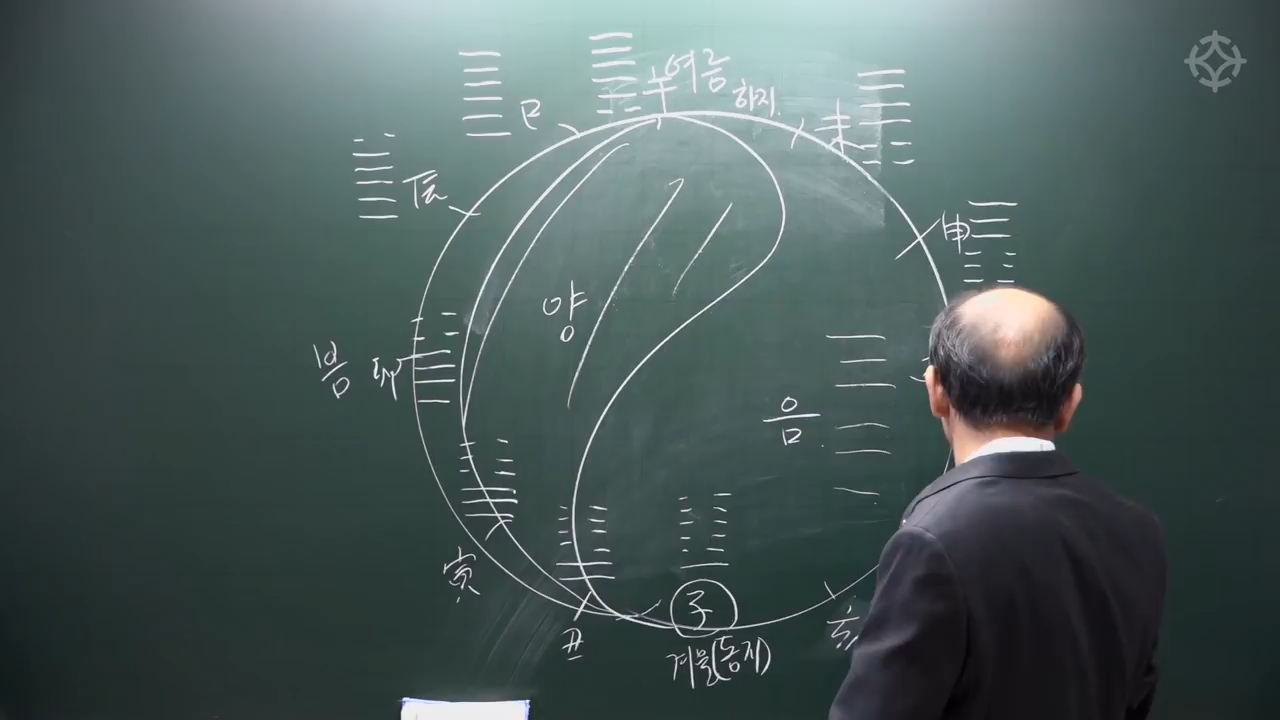 午 여름
하지
巳
未
辰
申
양
봄 卯
음
寅
子
亥
丑
겨울(동지)